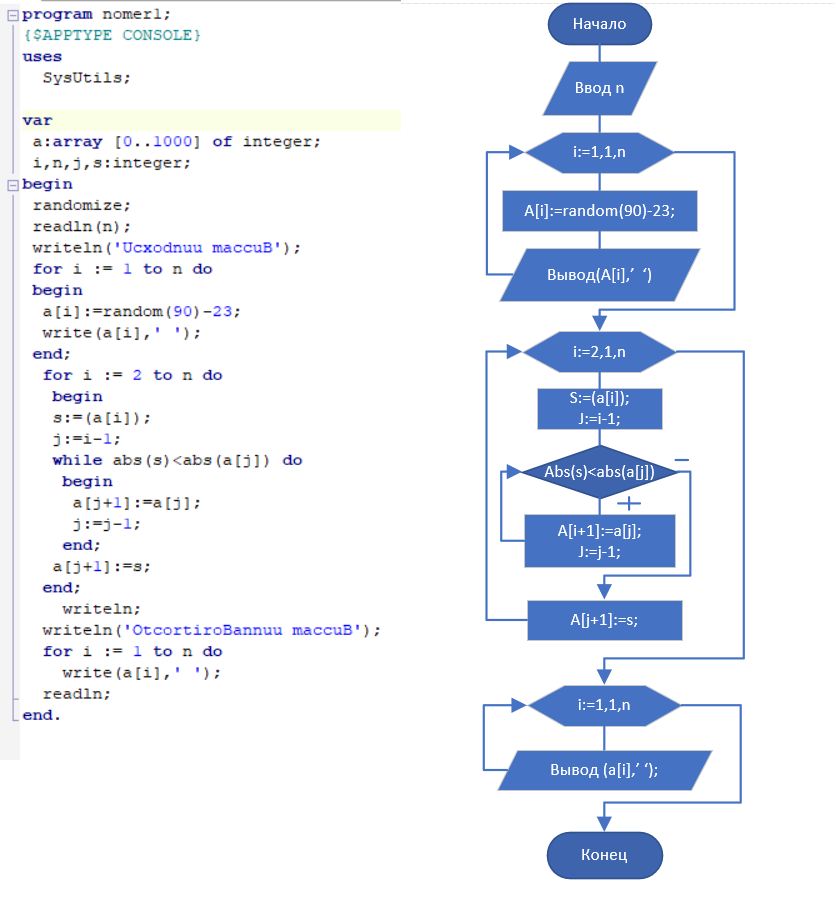 program nomer1;
{$APPTYPE CONSOLE}
uses
SysUtils;
var
a:array [0..1000] of integer;
i,n,j,s:integer;
begin
randomize;
readln(n);
writeln('Ucxodnuu maccuB');
for i := 1 to n do
begin
a[i]:=random(90)-23;
write(a[i],' ');
end;
for i := 2 to n do
begin
s:=(a[i]);
j:=i-1;
while abs(s)<abs(a[j]) do
begin
a[j+1]:=a[j];
j:=j-1;
end;
a[j+1]:=s;
end;
writeln;
writeln('OtcortiroBannuu maccuB');
for i := 1 to n do
write(a[i],' ');
readln;
end.
Начало
Ввод n
i:=1,1,n
A[i]:=random(90)-23;
Вывод(A[i],’ ‘)
i:=2,1,n
S:=(a[i]);
J:=i-1;
Abs(s)<abs(a[j])
−
+
A[i+1]:=a[j];
J:=j-1;
A[j+1]:=s;
i:=1,1,n
Вывод (a[i],’ ‘);
Конец